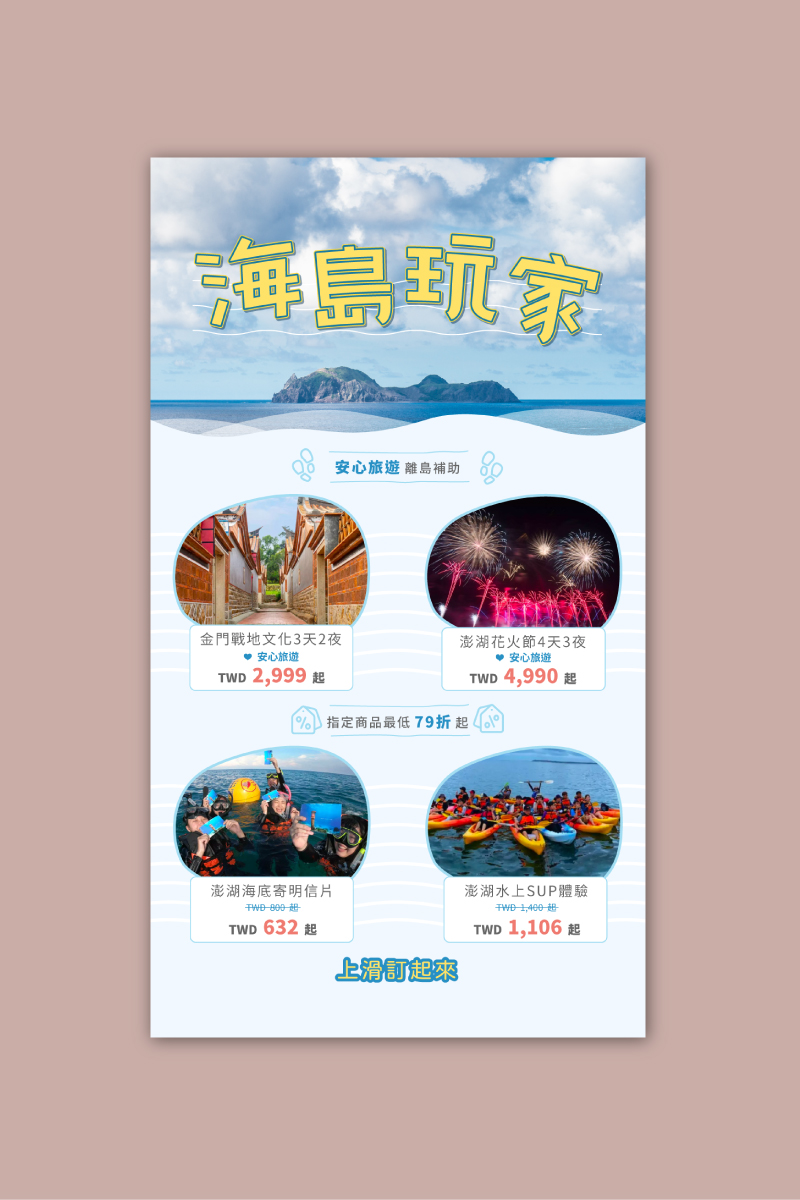 海島玩家
安心旅遊 離島補助
金門戰地文化3天2夜
安心旅遊
TWD 2,999 起
澎湖花火節4天3夜
安心旅遊
TWD 4,990 起
指定商品最低 79折 起
澎湖海底寄明信片
TWD 800 起
TWD 632 起
澎湖水上SUP體驗
TWD 1,400 起
TWD 1,106 起
上滑訂起來